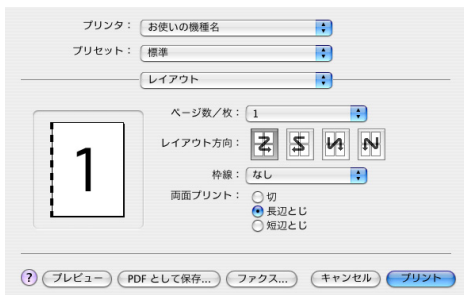 プリンタ： お使いの機種名
プリセット： 標準
レイアウト
ページ数／枚： 1
レイアウト方向：
枠線： なし
両面プリント： 切
長辺とじ
短辺とじ
1
? プレビュー PDF として保存... ファクス... キャンセル プリント